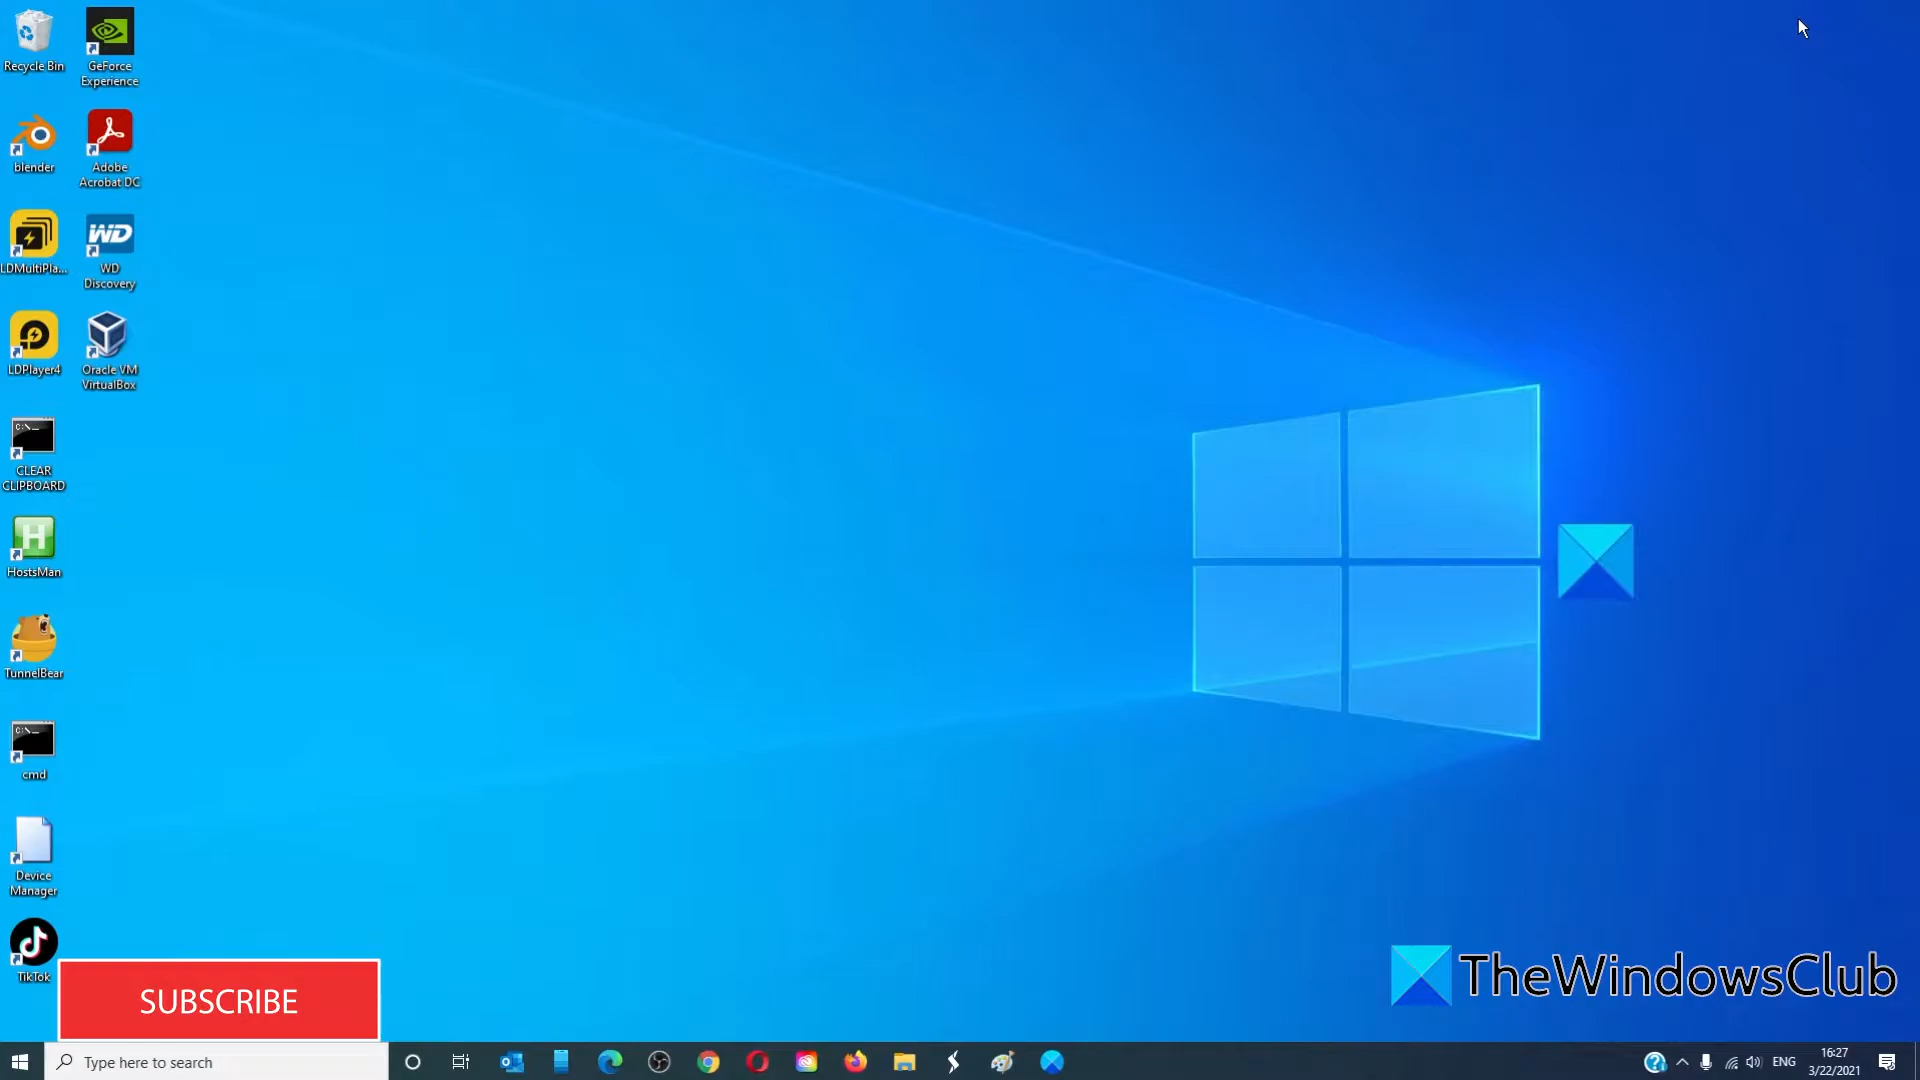 Recycle Bin
GeForce
Experience
blender
Adobe
Acrobat DC
LDMultiPla...
WD
WD
Discovery
LDPlayer4
Oracle VM
VirtualBox
C:\_
CLEAR
CLIPBOARD
H
HostsMan
TunnelBear
C:\_
cmd
Device
Manager
TikTok
SUBSCRIBE
TheWindowsClub
Type here to search
ENG
16:27
3/22/2021